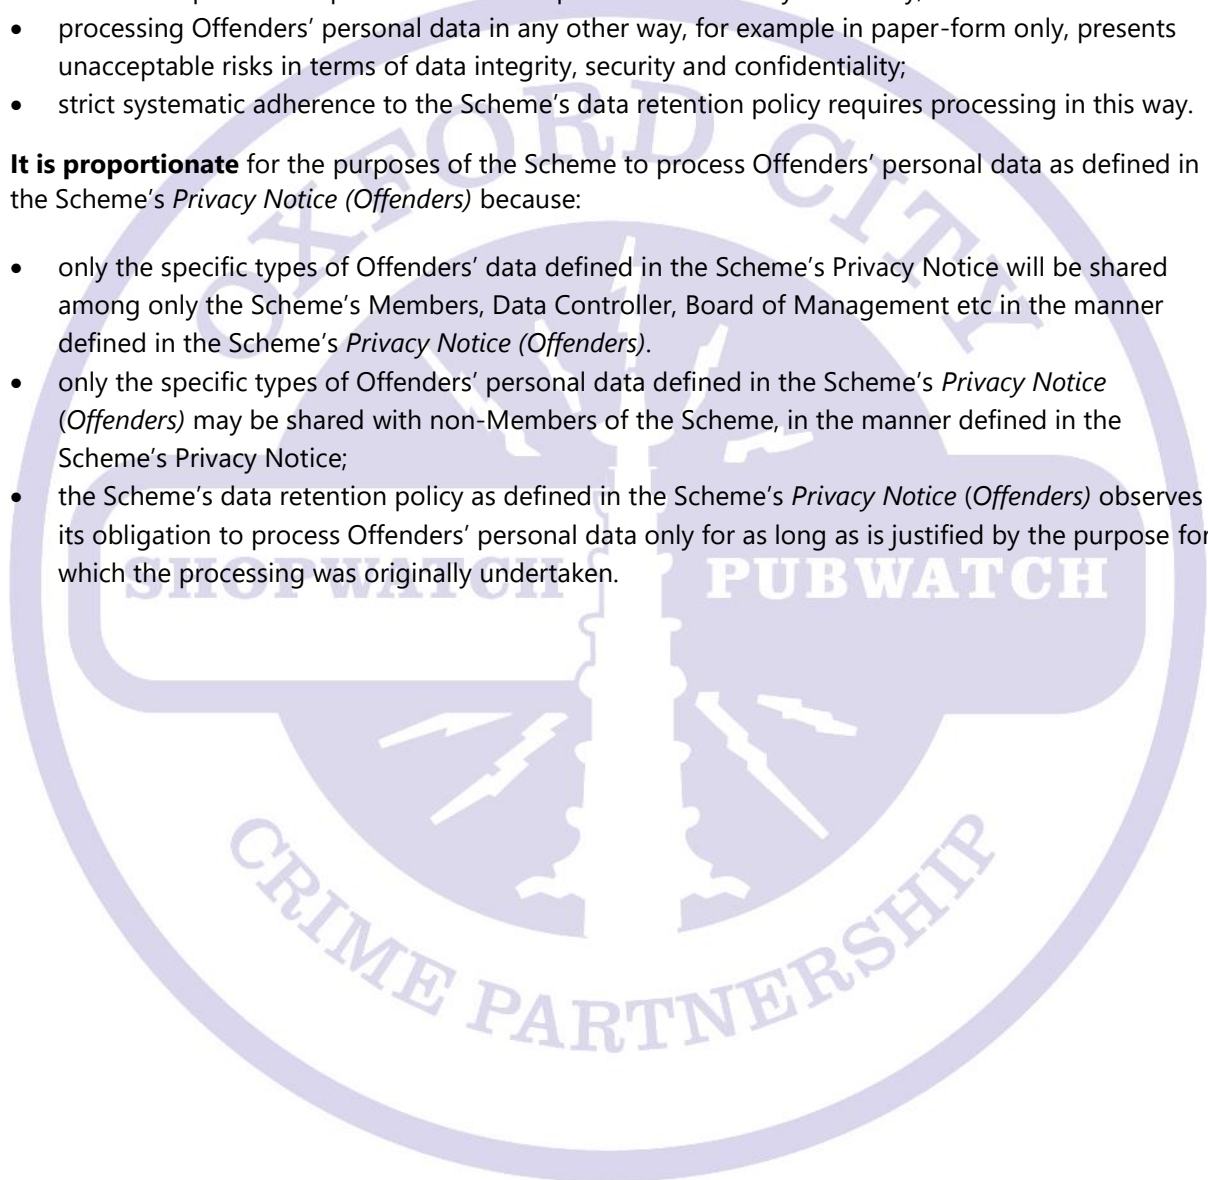 • processing Offenders’ personal data in any other way, for example in paper-form only, presents
unacceptable risks in terms of data integrity, security and confidentiality;
• strict systematic adherence to the Scheme’s data retention policy requires processing in this way.
It is proportionate for the purposes of the Scheme to process Offenders’ personal data as defined in
the Scheme’s Privacy Notice (Offenders) because:
• only the specific types of Offenders’ data defined in the Scheme’s Privacy Notice will be shared
among only the Scheme’s Members, Data Controller, Board of Management etc in the manner
defined in the Scheme’s Privacy Notice (Offenders).
• only the specific types of Offenders’ personal data defined in the Scheme’s Privacy Notice
(Offenders) may be shared with non-Members of the Scheme, in the manner defined in the
Scheme’s Privacy Notice;
• the Scheme’s data retention policy as defined in the Scheme’s Privacy Notice (Offenders) observes
its obligation to process Offenders’ personal data only for as long as is justified by the purpose for
which the processing was originally undertaken.
OXFORD CITY
SHOPWATCH PUBWATCH
CRIME PARTNERSHIP